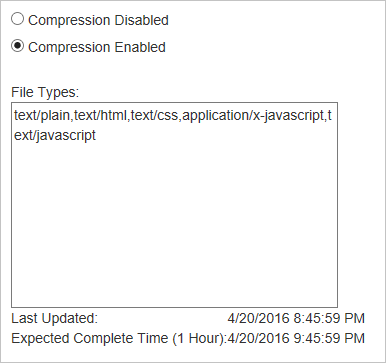 Compression Disabled
Compression Enabled
File Types:
text/plain,text/html,text/css,application/x-javascript,t
ext/javascript
Last Updated: 4/20/2016 8:45:59 PM
Expected Complete Time (1 Hour):4/20/2016 9:45:59 PM